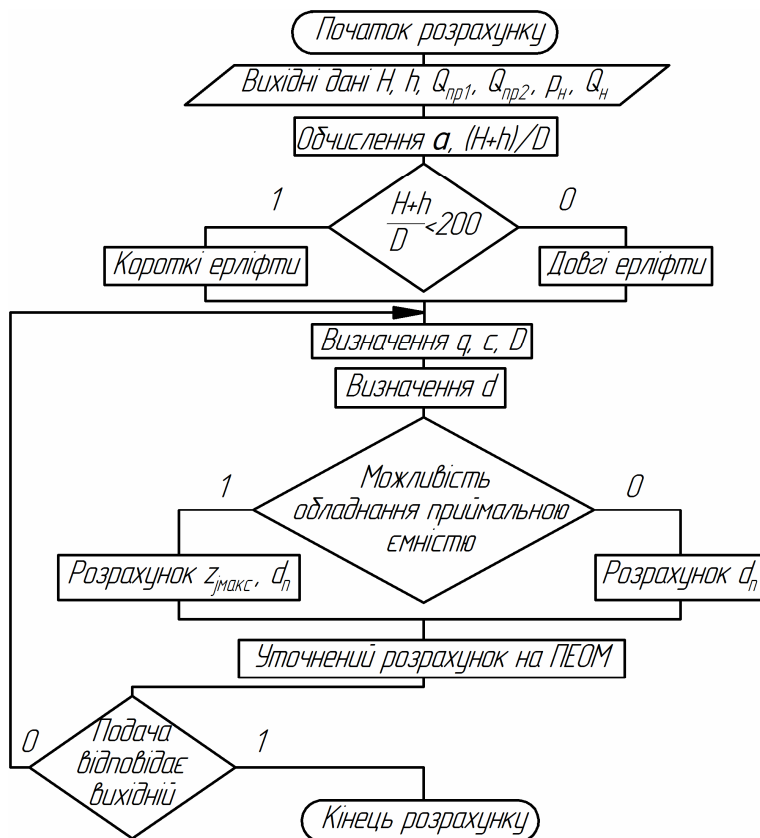 Початок розрахунку
Вихідні дані H, h, Qпр1, Qпр2, pн, Qн
Обчислення a, (H+h)/D
1
H+h
D
<200
0
Короткі ерліфти
Довгі ерліфти
Визначення q, c, D
Визначення d
1
Можливість
обладнання приймальною
ємністю
0
Розрахунок zjмакс, dп
Розрахунок dп
Уточнений розрахунок на ПЕОМ
0
Подача
відповідає
вихідній
1
Кінець розрахунку